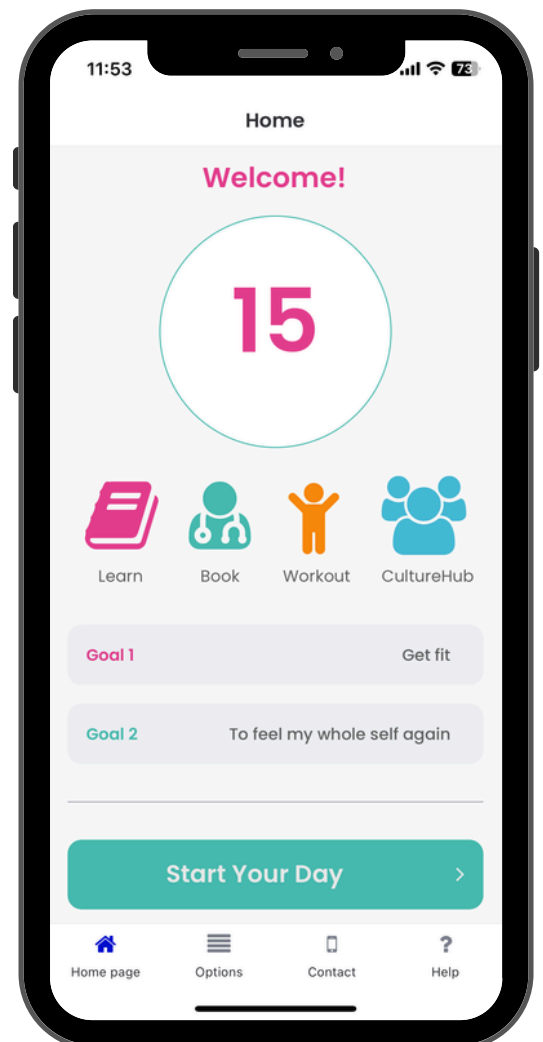 11:53
73
Home
Welcome!
15
Learn Book Workout CultureHub
Goal 1 Get fit
Goal 2 To feel my whole self again
Start Your Day >
Home page Options Contact Help